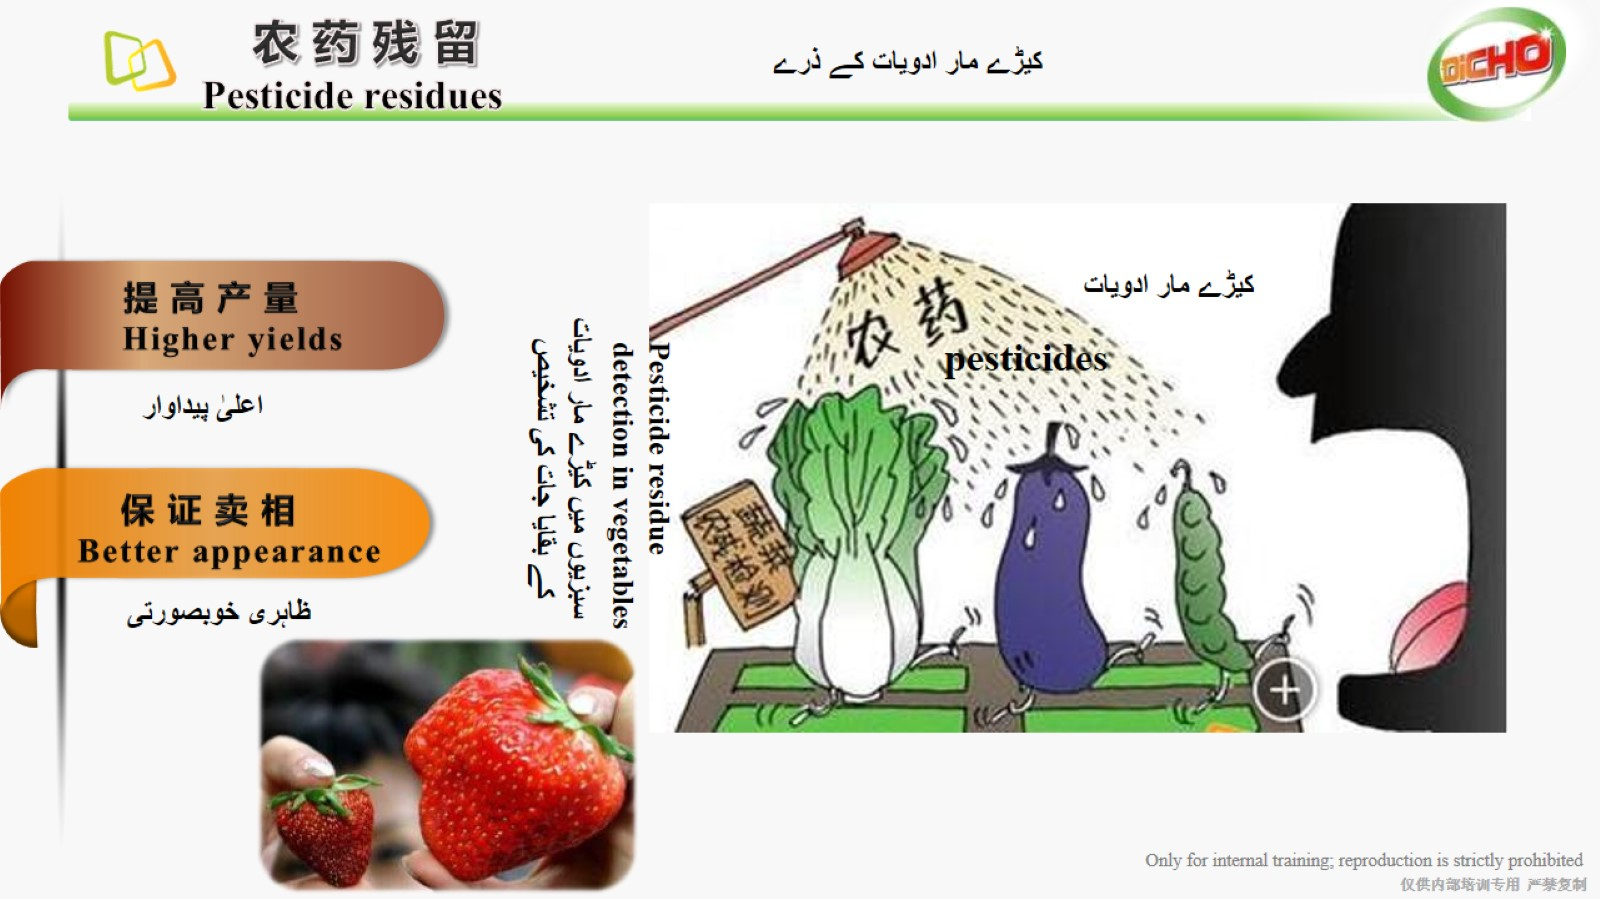 农药残留
Pesticide residues
کیڑے مار ادویات کے ذرے
DiCHO
提高产量
Higher yields
اعلیٰ پیداوار
保证卖相
Better appearance
ظاہری خوبصورتی
Pesticide residue
detection in vegetables
سبزیوں میں کیڑے مار ادویات
کے بقایا جات کی تشخیص
农药
pesticides
کیڑے مار ادویات
蔬菜
农残检测
Only for internal training; reproduction is strictly prohibited
仅供内部培训专用 严禁复制